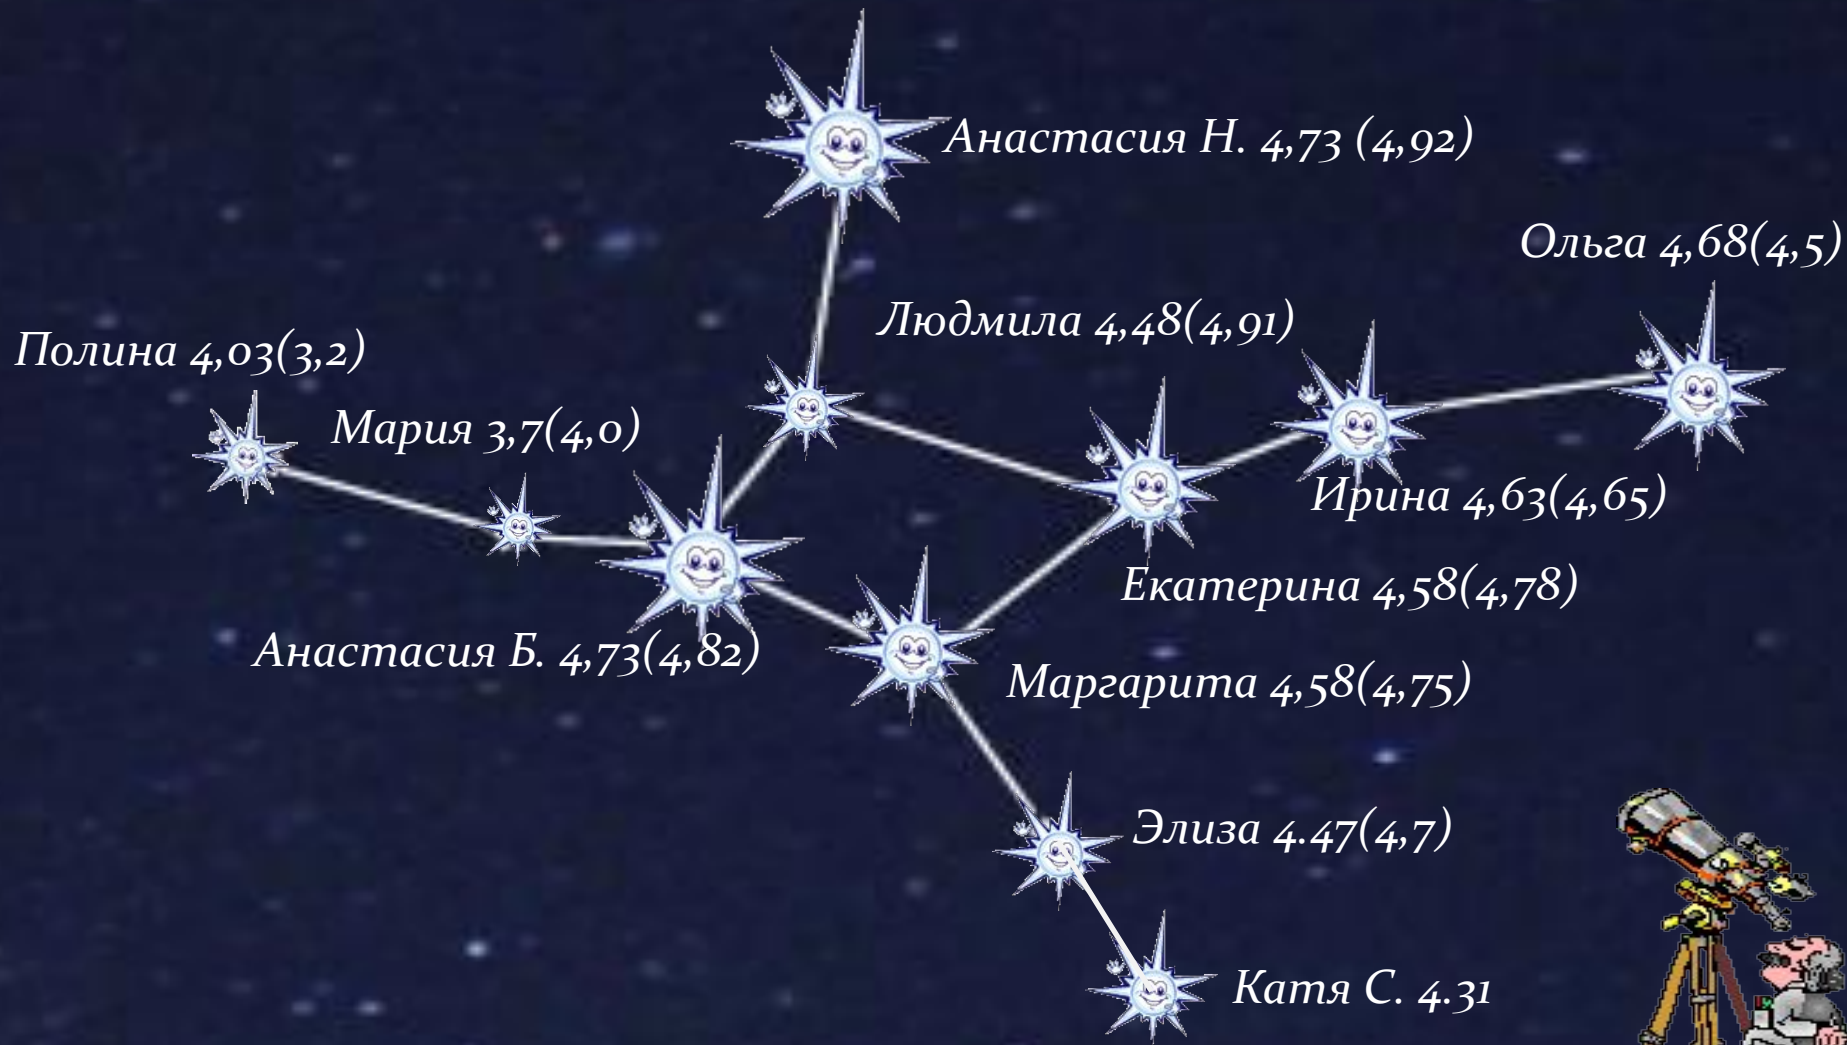 Анастасия Н. 4,73 (4,92)
Ольга 4,68(4,5)
Людмила 4,48(4,91)
Полина 4,03(3,2)
Мария 3,7(4,0)
Ирина 4,63(4,65)
Екатерина 4,58(4,78)
Анастасия Б. 4,73(4,82)
Маргарита 4,58(4,75)
Элиза 4.47(4,7)
Катя С. 4.31